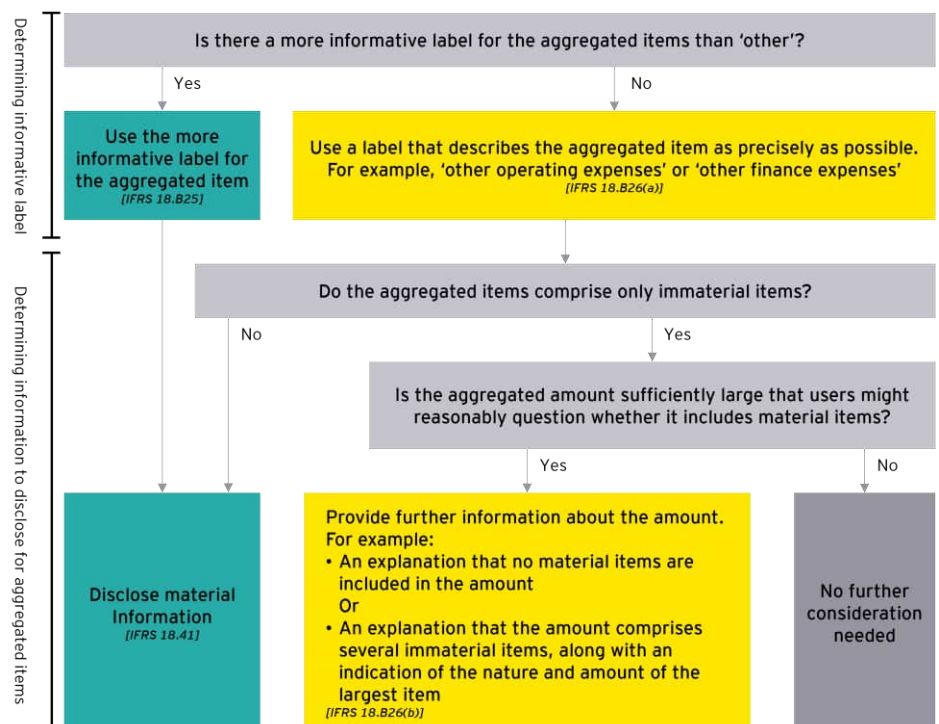 Determining informative label
Is there a more informative label for the aggregated items than ‘other’?
Yes
No
Use the more
informative label for
the aggregated item
[IFRS 18.B25]
Use a label that describes the aggregated item as precisely as possible.
For example, ‘other operating expenses’ or ‘other finance expenses’
[IFRS 18.B26(a)]
Determining information to disclose for aggregated items
Do the aggregated items comprise only immaterial items?
No
Yes
Is the aggregated amount sufficiently large that users might
reasonably question whether it includes material items?
Yes
No
Disclose material
Information
[IFRS 18.41]
Provide further information about the amount.
For example:
• An explanation that no material items are
included in the amount
Or
• An explanation that the amount comprises
several immaterial items, along with an
indication of the nature and amount of the
largest item
[IFRS 18.B26(b)]
No further
consideration
needed